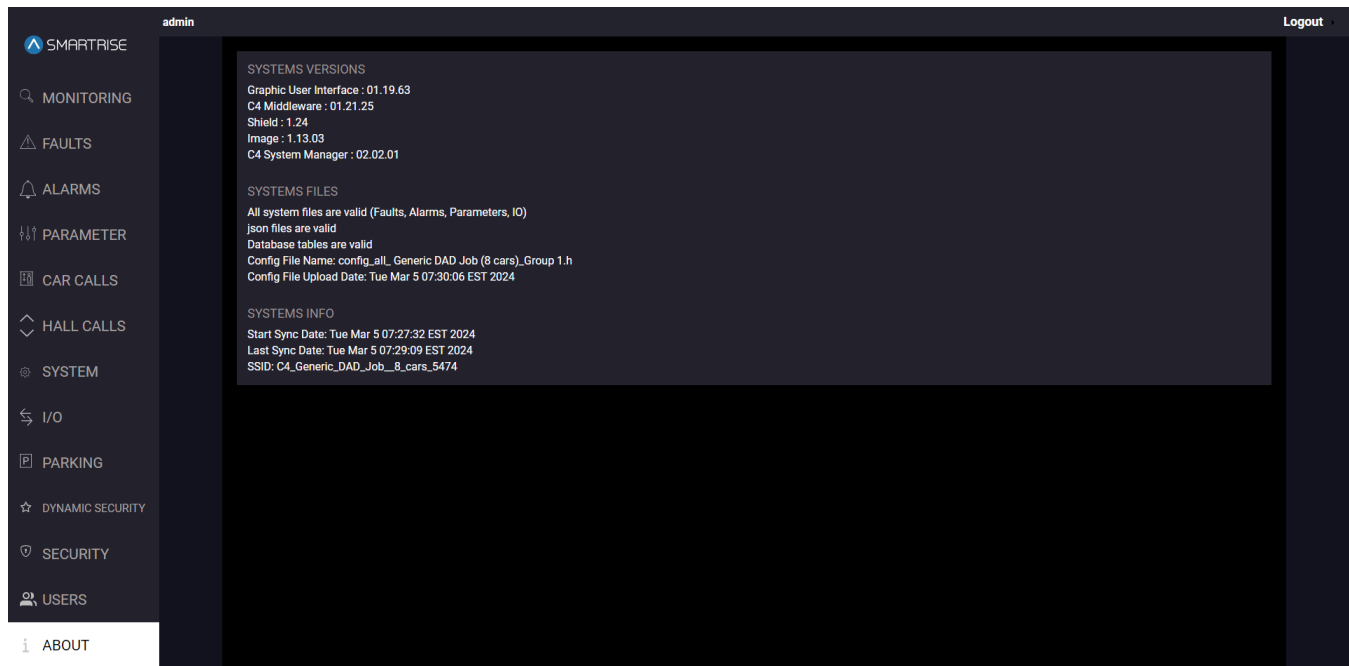 admin
Logout
SMARTRISE
MONITORING
FAULTS
ALARMS
PARAMETER
CAR CALLS
HALL CALLS
SYSTEM
I/O
PARKING
DYNAMIC SECURITY
SECURITY
USERS
ABOUT
SYSTEMS VERSIONS
Graphic User Interface : 01.19.63
C4 Middleware : 01.21.25
Shield : 1.24
Image : 1.13.03
C4 System Manager : 02.02.01
SYSTEMS FILES
All system files are valid (Faults, Alarms, Parameters, IO)
json files are valid
Database tables are valid
Config File Name: config_all_ Generic DAD Job (8 cars)_Group 1.h
Config File Upload Date: Tue Mar 5 07:30:06 EST 2024
SYSTEMS INFO
Start Sync Date: Tue Mar 5 07:27:32 EST 2024
Last Sync Date: Tue Mar 5 07:29:09 EST 2024
SSID: C4_Generic_DAD_Job__8_cars_5474